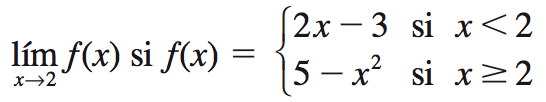 lím f(x) si f(x) = { 2x − 3 si x < 2
x→2
5 − x² si x ≥ 2